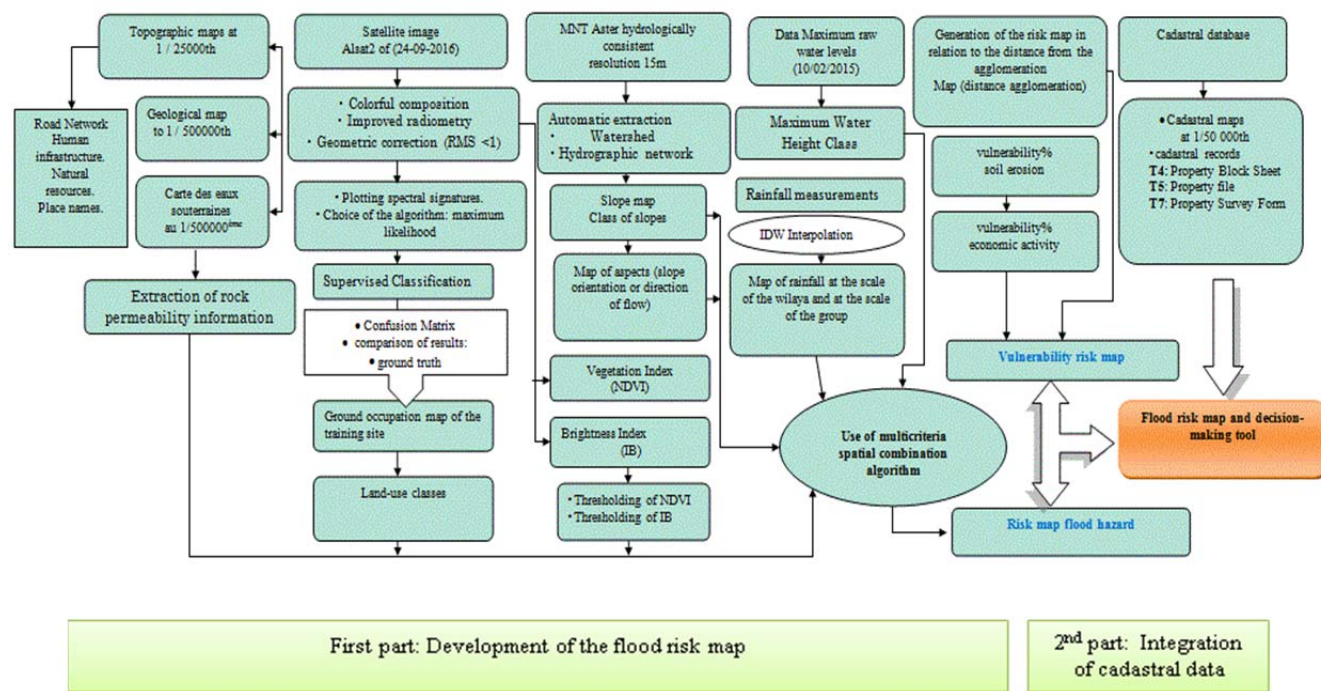 Topographic maps at
1 / 25000th
Road Network
Human
infrastructure.
Natural
resources.
Place names.
Geological map
to 1 / 500000th
Carte des eaux
souterraines
au 1/500000ème
Extraction of rock
permeability information
Satellite image
Alsat2 of (24-09-2016)
• Colorful composition
• Improved radiometry
• Geometric correction (RMS <1)
• Plotting spectral signatures.
• Choice of the algorithm: maximum
likelihood
Supervised Classification
• Confusion Matrix
• comparison of results:
• ground truth
Ground occupation map of the
training site
Land-use classes
MNT Aster hydrologically
consistent
resolution 15m
Automatic extraction
• Watershed
• Hydrographic network
Slope map
Class of slopes
Map of aspects (slope
orientation or direction
of flow)
Vegetation Index
(NDVI)
Brightness Index
(IB)
• Thresholding of NDVI
• Thresholding of IB
Data Maximum raw
water levels
(10/02/2015)
Maximum Water
Height Class
Rainfall measurements
IDW Interpolation
Map of rainfall at the scale
of the wilaya and at the scale
of the group
Use of multicriteria
spatial combination
algorithm
Generation of the risk map in
relation to the distance from the
agglomeration
Map (distance agglomeration)
vulnerability%
soil erosion
vulnerability%
economic activity
Vulnerability risk map
Risk map flood hazard
Cadastral database
• Cadastral maps
at 1/50 000th
• cadastral records
T4: Property Block Sheet
T5: Property file
T7: Property Survey Form
Flood risk map and decision-
making tool
First part: Development of the flood risk map
2nd part: Integration
of cadastral data